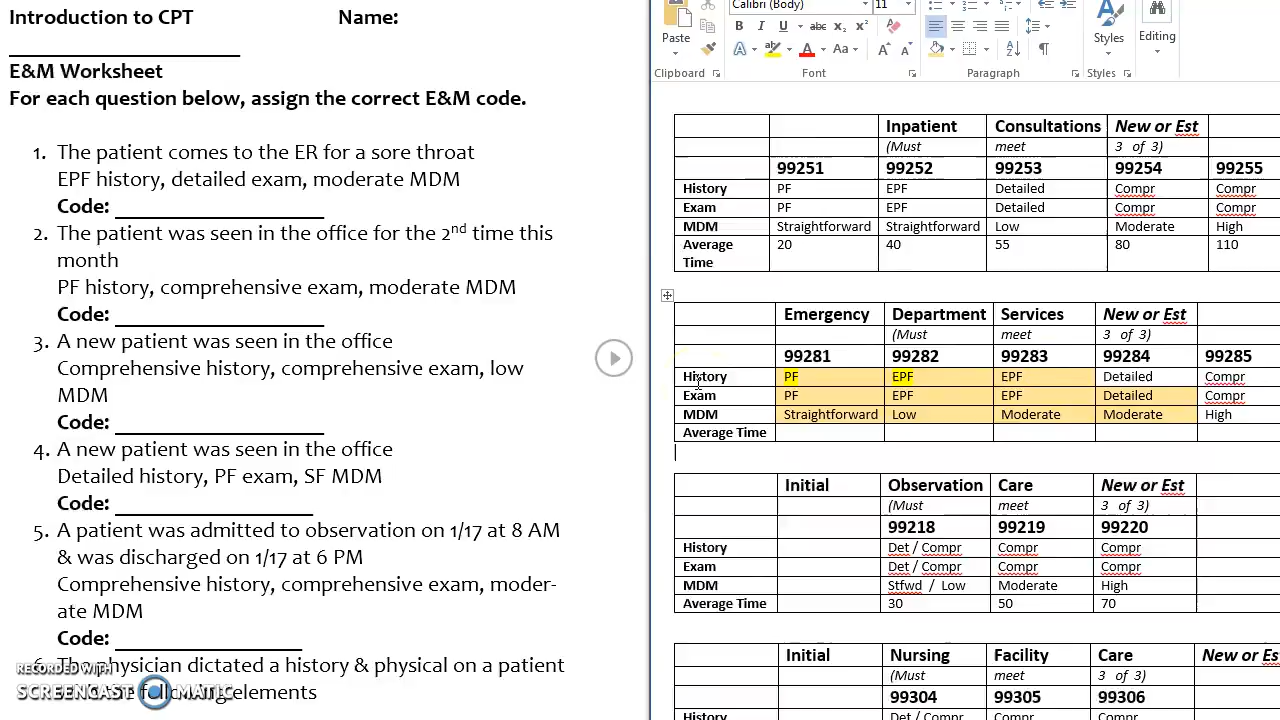 Introduction to CPT Name:
E&M Worksheet
For each question below, assign the correct E&M code.
1. The patient comes to the ER for a sore throat
EPF history, detailed exam, moderate MDM
Code:
2. The patient was seen in the office for the 2nd time this
month
PF history, comprehensive exam, moderate MDM
Code:
3. A new patient was seen in the office
Comprehensive history, comprehensive exam, low
MDM
Code:
4. A new patient was seen in the office
Detailed history, PF exam, SF MDM
Code:
5. A patient was admitted to observation on 1/17 at 8 AM
& was discharged on 1/17 at 6 PM
Comprehensive history, comprehensive exam, moder-
ate MDM
Code:
6. The physician dictated a history & physical on a patient
following elements
RECORDED WITH
SCREENCAST MATIC
Calibri (Body) 11
B I U abc x₂ x²
Paste A Aa A A Styles Editing
Clipboard Font Paragraph Styles
Inpatient Consultations New or Est
(Must meet 3 of 3)
99251 99252 99253 99254 99255
History PF EPF Detailed Compr Compr
Exam PF EPF Detailed Compr Compr
MDM Straightforward Straightforward Low Moderate High
Average 20 40 55 80 110
Time
Emergency Department Services New or Est
(Must meet 3 of 3)
99281 99282 99283 99284 99285
History PF EPF EPF Detailed Compr
Exam PF EPF EPF Detailed Compr
MDM Straightforward Low Moderate Moderate High
Average Time
Initial Observation Care New or Est
(Must meet 3 of 3)
99218 99219 99220
History Det / Compr Compr Compr
Exam Det / Compr Compr Compr
MDM Stfwd / Low Moderate High
Average Time 30 50 70
Initial Nursing Facility Care New or Est
(Must meet 3 of 3)
99304 99305 99306
History Det / Compr Compr Compr